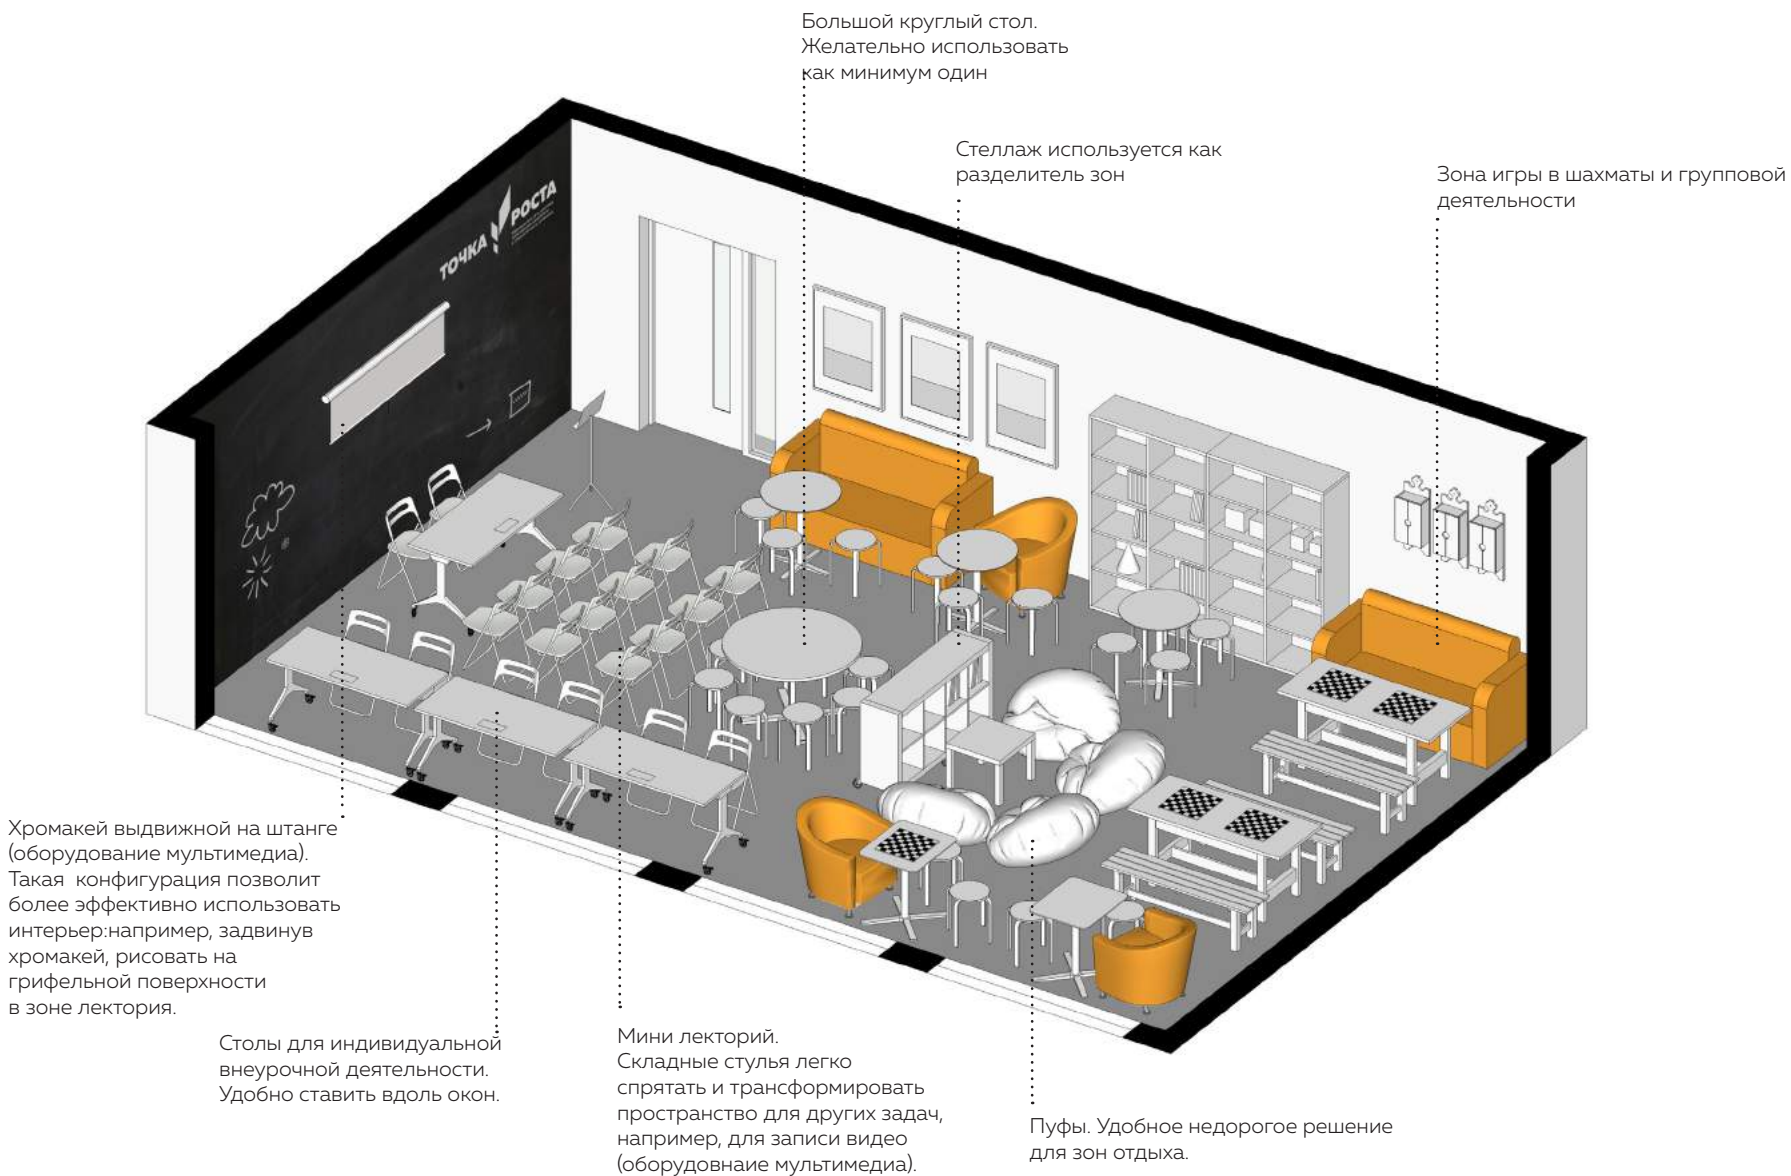 Большой круглый стол.
Желательно использовать
как минимум один
Стеллаж используется как
разделитель зон
Зона игры в шахматы и групповой
деятельности
ТОЧКА РОСТА
Хромакей выдвижной на штанге
(оборудование мультимедиа).
Такая конфигурация позволит
более эффективно использовать
интерьер:например, задвинув
хромакей, рисовать на
грифельной поверхности
в зоне лектория.
Столы для индивидуальной
внеурочной деятельности.
Удобно ставить вдоль окон.
Мини лекторий.
Складные стулья легко
спрятать и трансформировать
пространство для других задач,
например, для записи видео
(оборудовнаие мультимедиа).
Пуфы. Удобное недорогое решение
для зон отдыха.